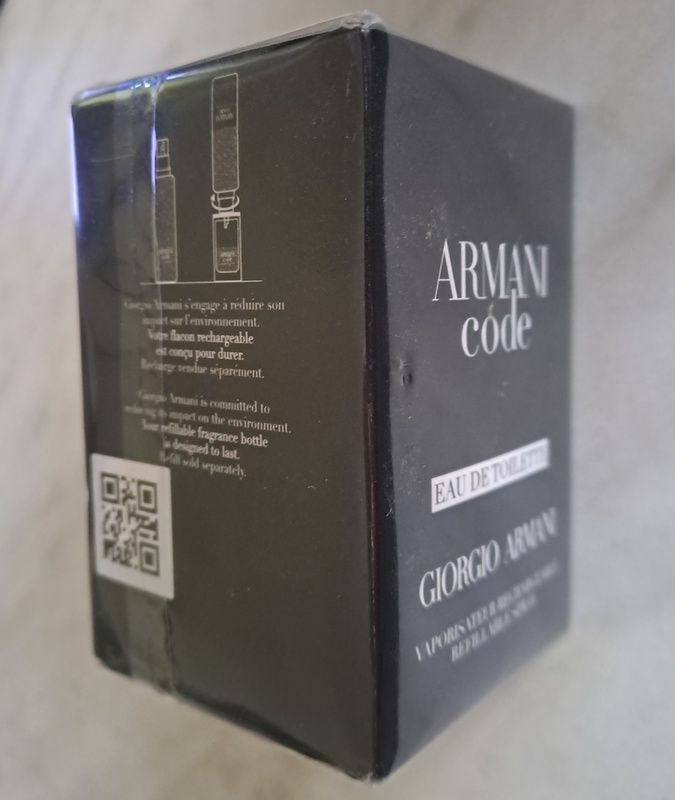 Giorgio Armani s'engage à réduire son
impact sur l'environnement.
Votre flacon rechargeable
est conçu pour durer.
Recharge vendue séparément.
Giorgio Armani is committed to
reducing its impact on the environment.
Your refillable fragrance bottle
is designed to last.
Refill sold separately.
ARMANI
code
EAU DE TOILETTE
GIORGIO ARMANI
VAPORISATEUR RECHARGEABLE
REFILLABLE SPRAY